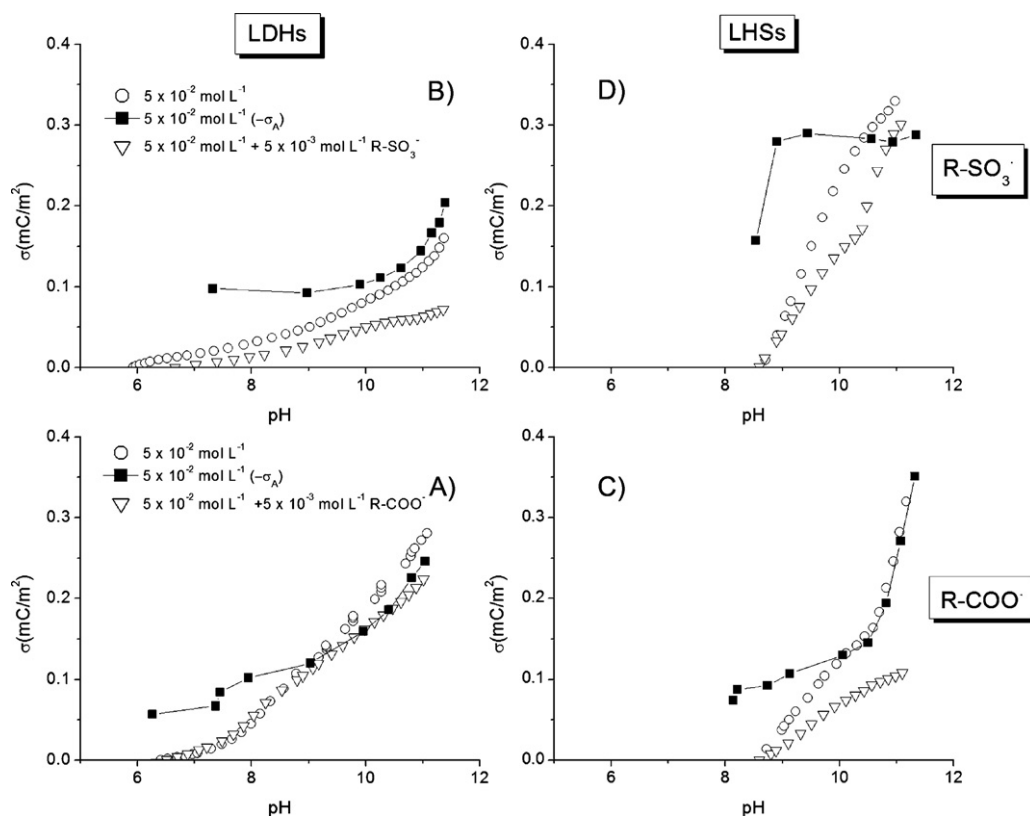 LDHs
LHSs
B)
5 x 10⁻² mol L⁻¹
5 x 10⁻² mol L⁻¹ (−σ_A)
5 x 10⁻² mol L⁻¹ + 5 x 10⁻³ mol L⁻¹ R-SO₃⁻
0.4
0.3
0.2
0.1
0.0
σ(mC/m²)
6 8 10 12
pH
D)
0.4
0.3
0.2
0.1
0.0
σ(mC/m²)
6 8 10 12
pH
R-SO₃⁻
A)
5 x 10⁻² mol L⁻¹
5 x 10⁻² mol L⁻¹ (−σ_A)
5 x 10⁻² mol L⁻¹ +5 x 10⁻³ mol L⁻¹ R-COO⁻
0.4
0.3
0.2
0.1
0.0
σ(mC/m²)
6 8 10 12
pH
C)
0.4
0.3
0.2
0.1
0.0
σ(mC/m²)
6 8 10 12
pH
R-COO⁻